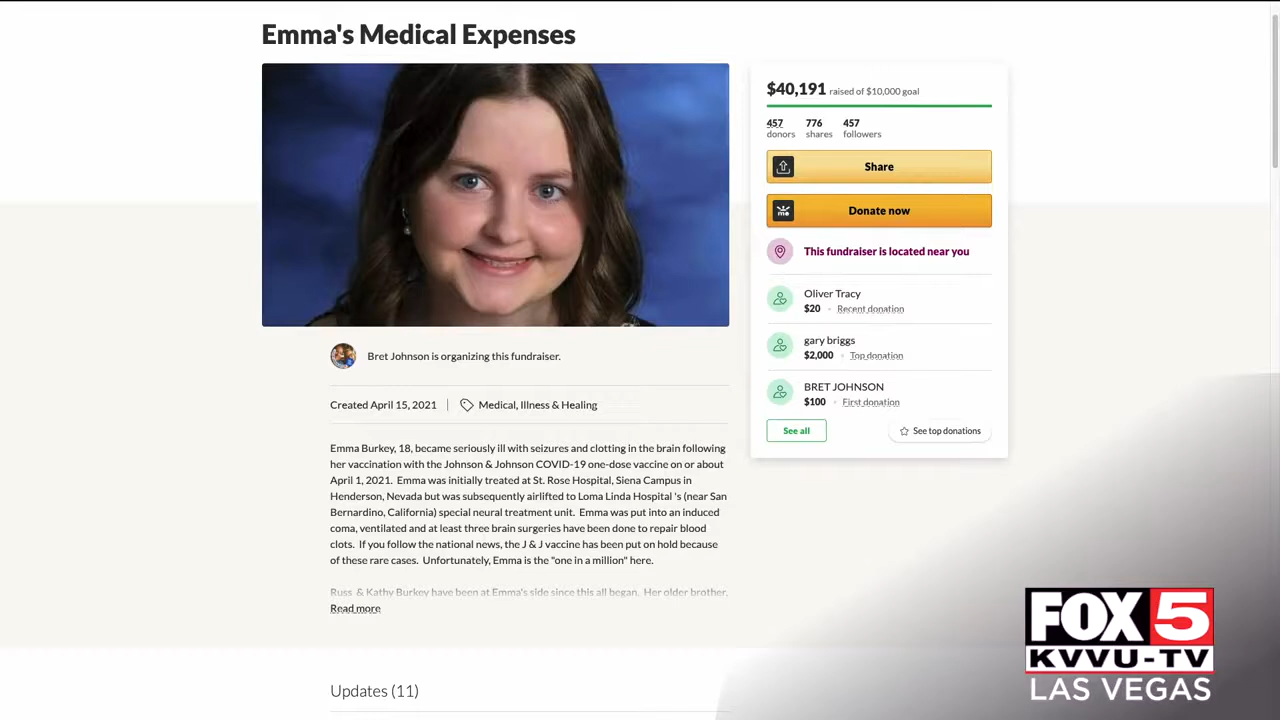 Emma's Medical Expenses
$40,191 raised of $10,000 goal
457 776 457
donors shares followers
Share
me
Donate now
This fundraiser is located near you
Oliver Tracy
$20 • Recent donation
gary briggs
$2,000 • Top donation
BRET JOHNSON
$100 • First donation
See all
See top donations
Bret Johnson is organizing this fundraiser.
Created April 15, 2021 | Medical, Illness & Healing
Emma Burkey, 18, became seriously ill with seizures and clotting in the brain following
her vaccination with the Johnson & Johnson COVID-19 one-dose vaccine on or about
April 1, 2021. Emma was initially treated at St. Rose Hospital, Siena Campus in
Henderson, Nevada but was subsequently airlifted to Loma Linda Hospital 's (near San
Bernardino, California) special neural treatment unit. Emma was put into an induced
coma, ventilated and at least three brain surgeries have been done to repair blood
clots. If you follow the national news, the J & J vaccine has been put on hold because
of these rare cases. Unfortunately, Emma is the "one in a million" here.
Russ & Kathy Burkey have been at Emma's side since this all began. Her older brother,
Read more
Updates (11)
FOX 5
KVVU-TV
LAS VEGAS